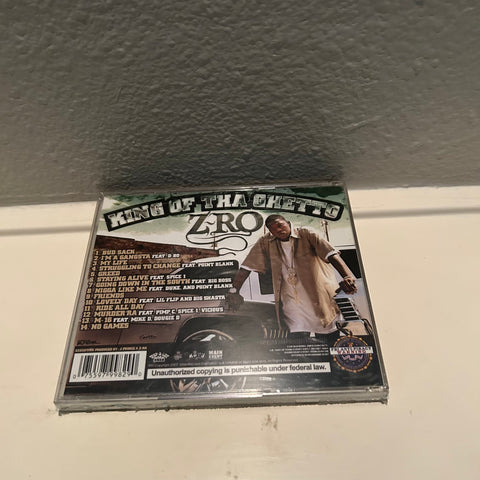 KING OF THA GHETTO
Z-RO
1 BUD SACK
2 I'M A GANGSTA FEAT D BO
3 MY LIFE
4 STRUGGLING TO CHANGE FEAT. POINT BLANK
5 GREED
6 STAYING ALIVE FEAT. SPICE 1
7 GOING DOWN IN THE SOUTH FEAT. BIG BOSS
8 NIGGA LIKE ME FEAT. DUKE. AND POINT BLANK
9 FRIENDS
10 LOVELY DAY FEAT LIL FLIP AND BIG SHASTA
11 RIDE ALL DAY
12 MURDER RA FEAT PIMP C, SPICE 1, VICIOUS
13 M-16 FEAT MIKE D, DOUGIE D
14 NO GAMES
Unauthorized copying is punishable under federal law.